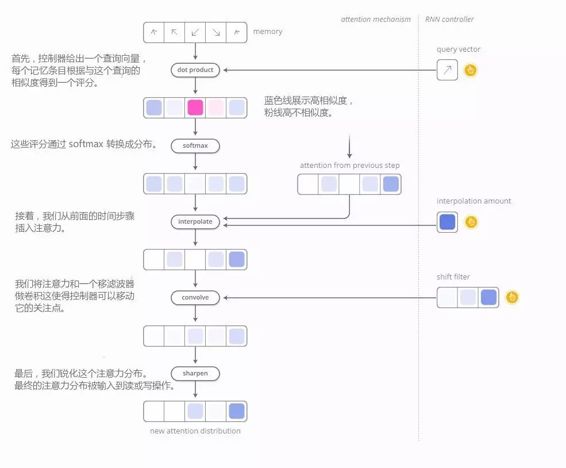 attention mechanism
RNN controller
memory
query vector
首先，控制器给出一个查询向量，
每个记忆条目根据与这个查询的
相似度得到一个评分。
dot product
蓝色线展示高相似度，
粉线高不相似度。
这些评分通过 softmax 转换成分布。
softmax
attention from previous step
接着，我们从前面的时间步骤
插入注意力。
interpolate
interpolation amount
我们将注意力和一个移滤波器
做卷积这使得控制器可以移动
它的关注点。
convolve
shift filter
最后，我们锐化这个注意力分布。
最终的注意力分布被输入到读或写操作。
sharpen
new attention distribution